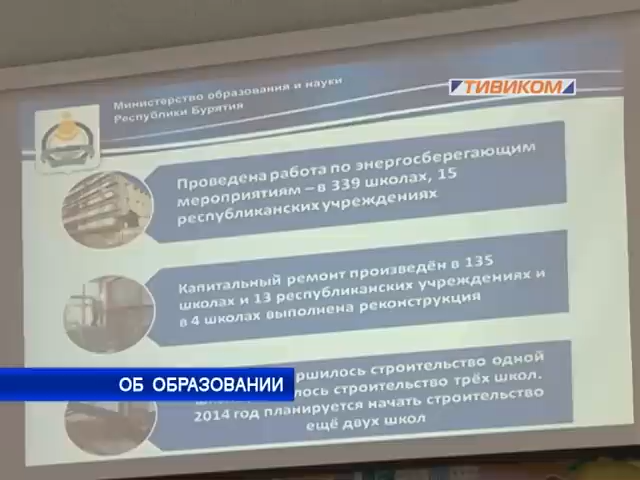 Министерство образования и науки
Республики Бурятия
ТИВИКОМ
Проведена работа по энергосберегающим
мероприятиям – в 339 школах, 15
республиканских учреждениях
Капитальный ремонт произведён в 135
школах и 13 республиканских учреждениях и
в 4 школах выполнена реконструкция
строительство одной
строительство трёх школ.
2014 год планируется начать строительство
ещё двух школ
ОБ ОБРАЗОВАНИИ